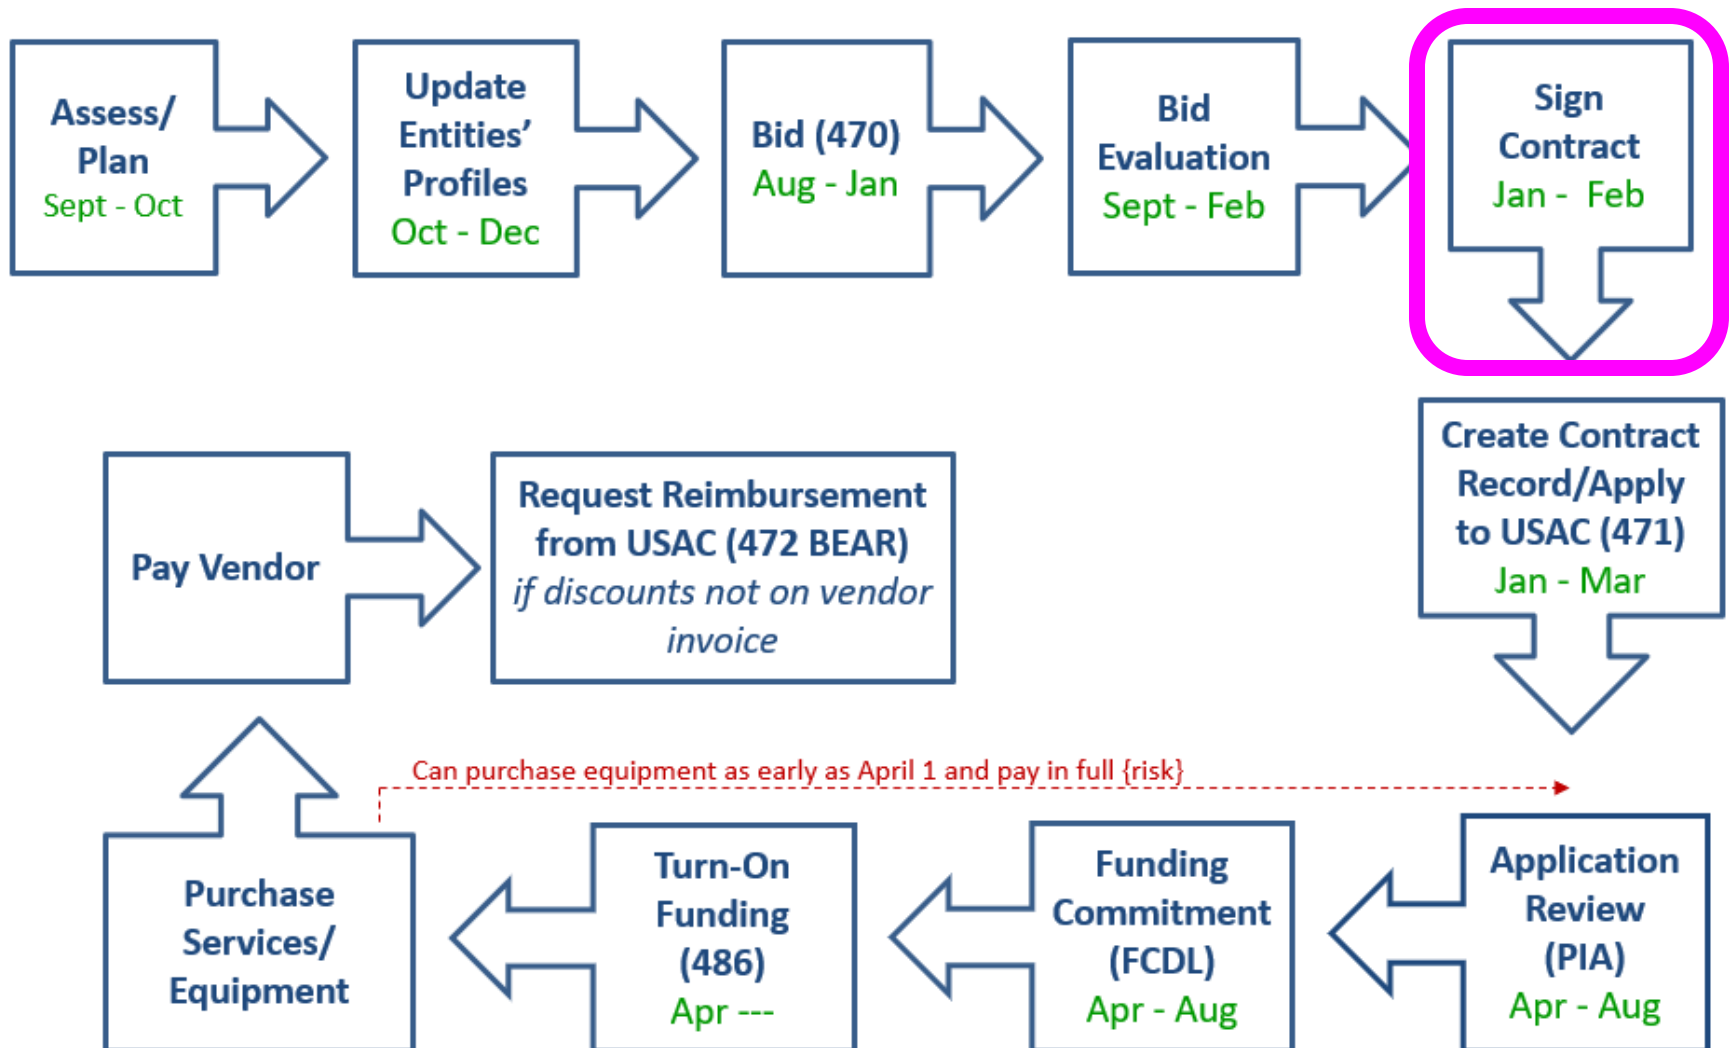 Assess/
Plan
Sept - Oct
Update
Entities’
Profiles
Oct - Dec
Bid (470)
Aug - Jan
Bid
Evaluation
Sept - Feb
Sign
Contract
Jan -  Feb
Create Contract
Record/Apply
to USAC (471)
Jan - Mar
Application
Review
(PIA)
Apr - Aug
Funding
Commitment
(FCDL)
Apr - Aug
Turn-On
Funding
(486)
Apr ---
Can purchase equipment as early as April 1 and pay in full {risk}
Purchase
Services/
Equipment
Pay Vendor
Request Reimbursement
from USAC (472 BEAR)
if discounts not on vendor
invoice